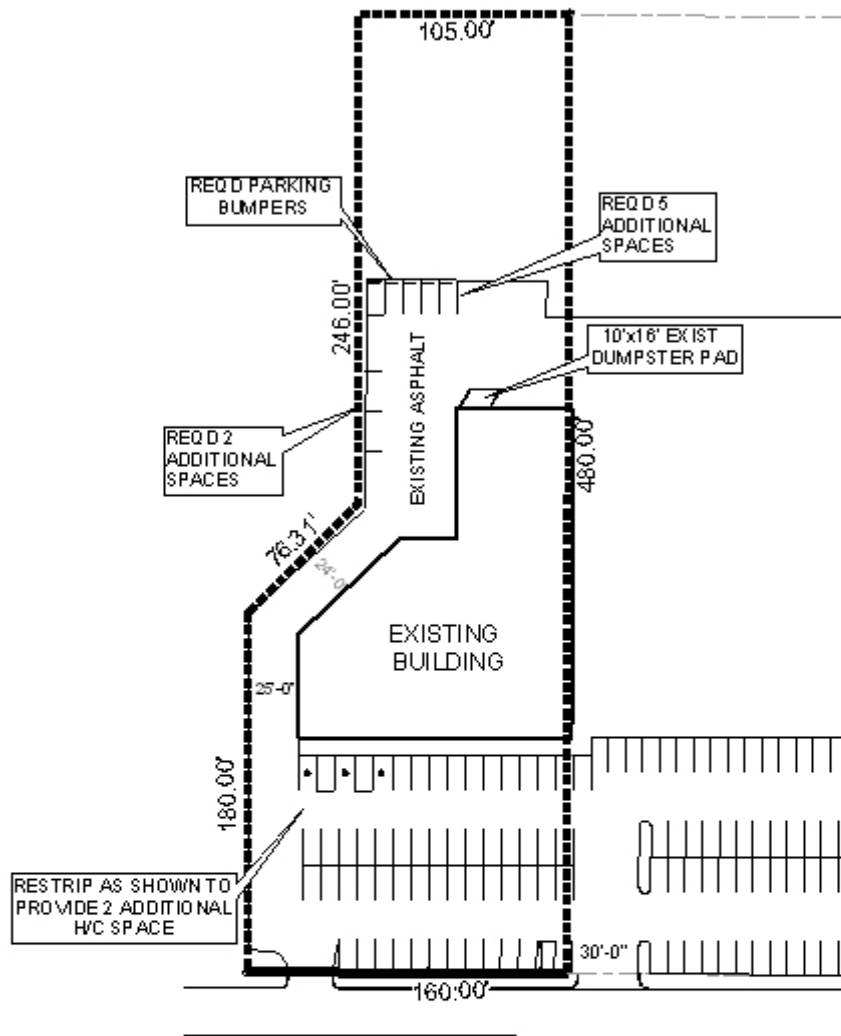 105.00'
REQ D PARKING
BUMPERS
REQ D 5
ADDITIONAL
SPACES
246.00'
EXISTING ASPHALT
10'x16' EXIST
DUMPSTER PAD
REQ D 2
ADDITIONAL
SPACES
480.00'
76.31'
24'-0"
EXISTING
BUILDING
25'-0"
180.00'
RESTRIP AS SHOWN TO
PROVIDE 2 ADDITIONAL
H/C SPACE
30'-0"
160.00'